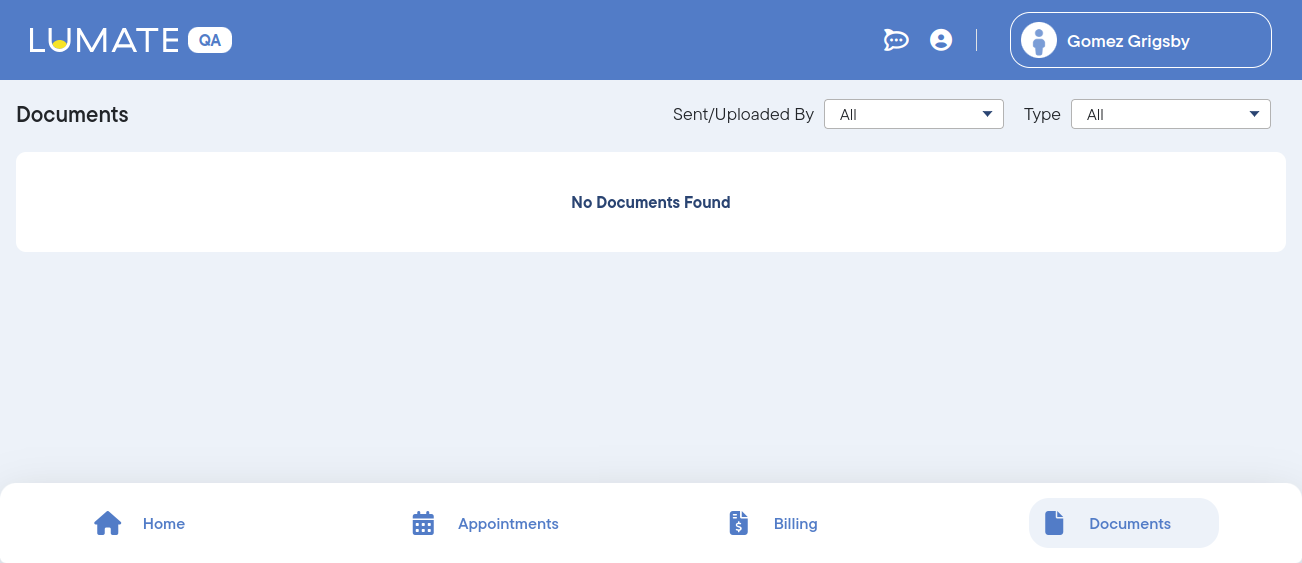 LUMATE QA
Gomez Grigsby
Documents
Sent/Uploaded By All
Type All
No Documents Found
Home
Appointments
$
Billing
Documents